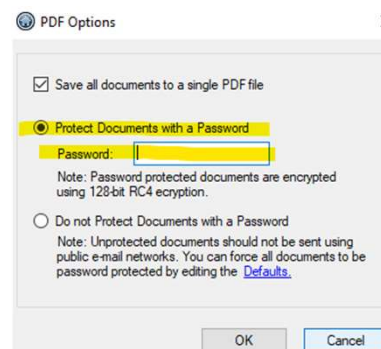 PDF Options
Save all documents to a single PDF file
Protect Documents with a Password
Password:
Note: Password protected documents are encrypted
using 128-bit RC4 ecryption.
Do not Protect Documents with a Password
Note: Unprotected documents should not be sent using
public e-mail networks. You can force all documents to be
password protected by editing the Defaults.
OK Cancel